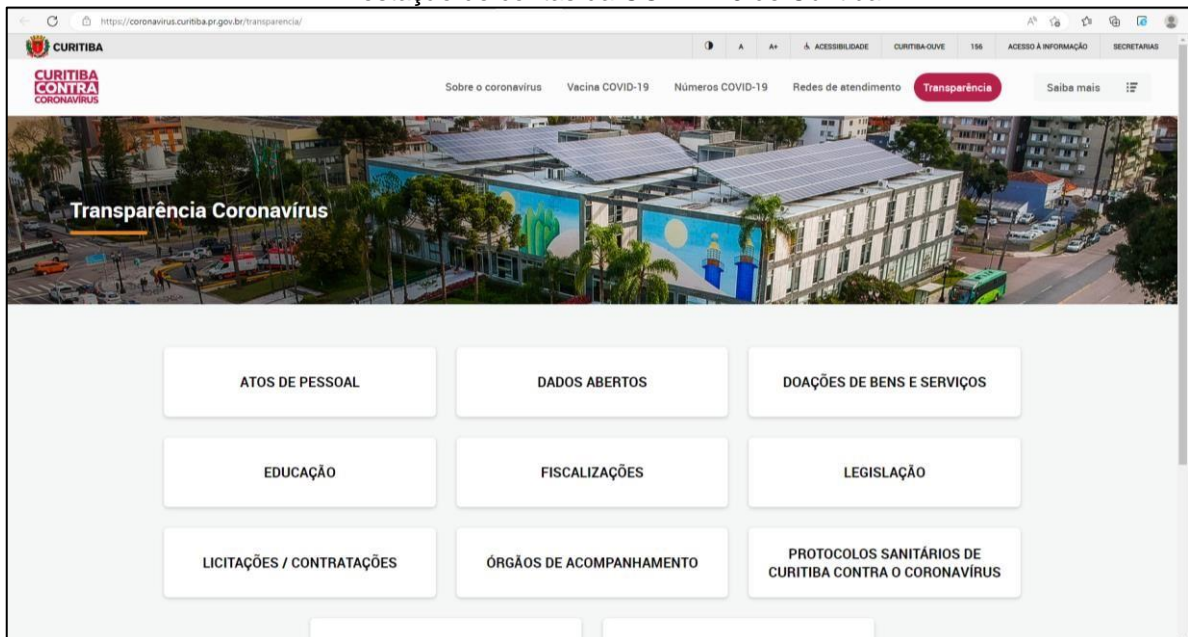 https://coronavirus.curitiba.pr.gov.br/transparencia/
CURITIBA
A A+ ACESSIBILIDADE CURITIBA-OUVE 156 ACESSO À INFORMAÇÃO SECRETARIAS
CURITIBA
CONTRA
CORONAVÍRUS
Sobre o coronavírus Vacina COVID-19 Números COVID-19 Redes de atendimento Transparência Saiba mais
Transparência Coronavírus
ATOS DE PESSOAL DADOS ABERTOS DOAÇÕES DE BENS E SERVIÇOS
EDUCAÇÃO FISCALIZAÇÕES LEGISLAÇÃO
LICITAÇÕES / CONTRATAÇÕES ÓRGÃOS DE ACOMPANHAMENTO PROTOCOLOS SANITÁRIOS DE
CURITIBA CONTRA O CORONAVÍRUS